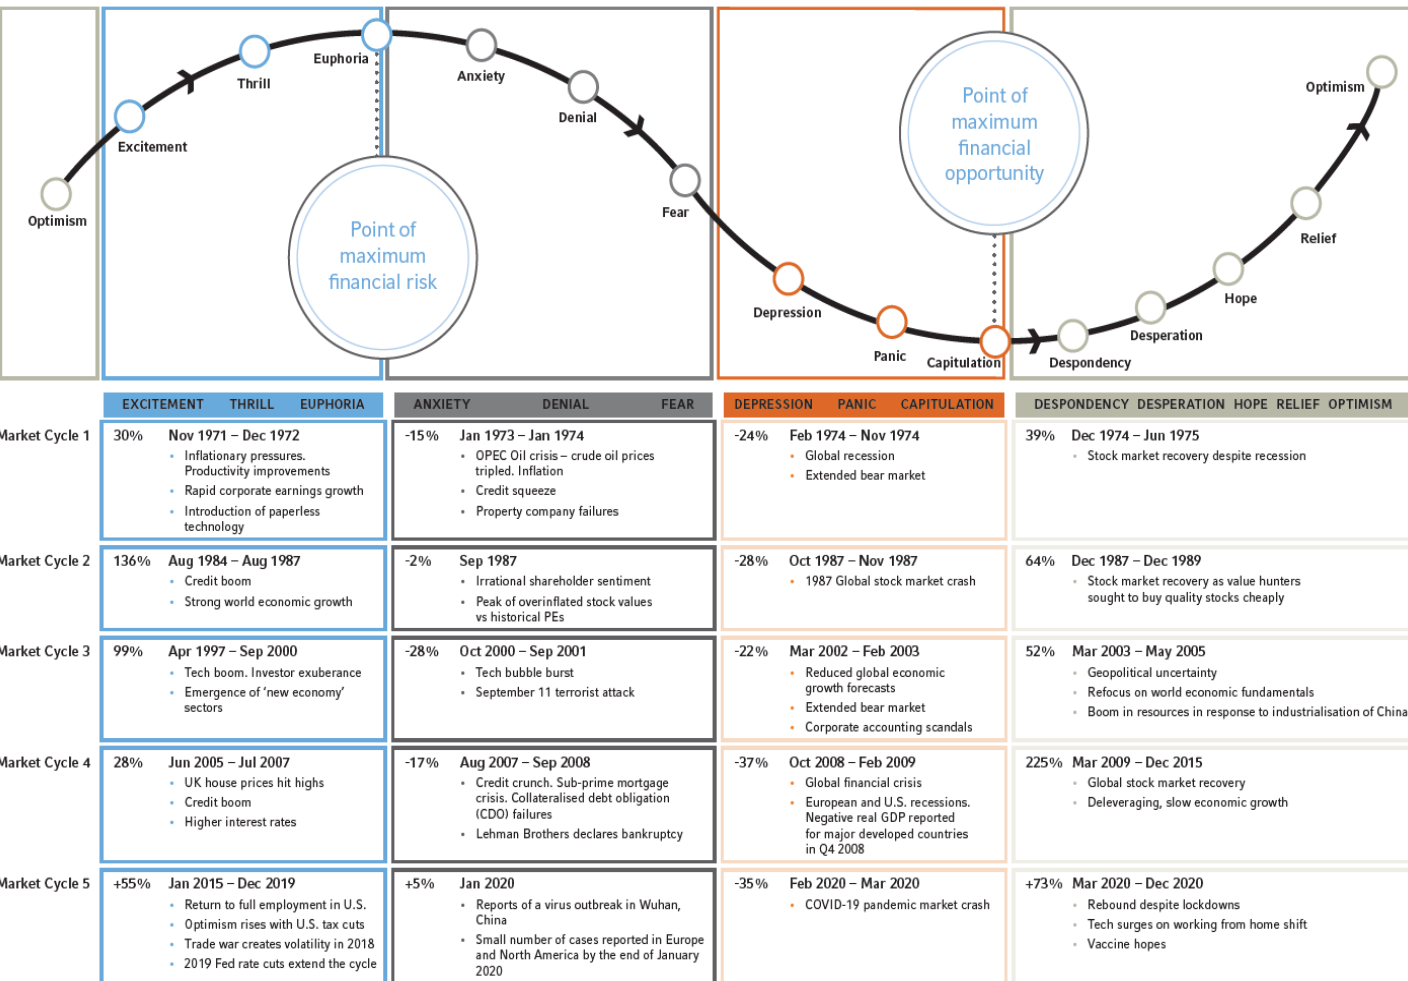 Optimism
Excitement
Thrill
Euphoria
Point of
maximum
financial risk
Anxiety
Denial
Fear
Depression
Panic
Capitulation
Point of
maximum
financial
opportunity
Despondency
Desperation
Hope
Relief
Optimism
EXCITEMENT THRILL EUPHORIA
ANXIETY DENIAL FEAR
DEPRESSION PANIC CAPITULATION
DESPONDENCY DESPERATION HOPE RELIEF OPTIMISM
Market Cycle 1
30% Nov 1971 – Dec 1972
• Inflationary pressures.
Productivity improvements
• Rapid corporate earnings growth
• Introduction of paperless
technology
-15% Jan 1973 – Jan 1974
• OPEC Oil crisis – crude oil prices
tripled. Inflation
• Credit squeeze
• Property company failures
-24% Feb 1974 – Nov 1974
• Global recession
• Extended bear market
39% Dec 1974 – Jun 1975
• Stock market recovery despite recession
Market Cycle 2
136% Aug 1984 – Aug 1987
• Credit boom
• Strong world economic growth
-2% Sep 1987
• Irrational shareholder sentiment
• Peak of overinflated stock values
vs historical PEs
-28% Oct 1987 – Nov 1987
• 1987 Global stock market crash
64% Dec 1987 – Dec 1989
• Stock market recovery as value hunters
sought to buy quality stocks cheaply
Market Cycle 3
99% Apr 1997 – Sep 2000
• Tech boom. Investor exuberance
• Emergence of ‘new economy’
sectors
-28% Oct 2000 – Sep 2001
• Tech bubble burst
• September 11 terrorist attack
-22% Mar 2002 – Feb 2003
• Reduced global economic
growth forecasts
• Extended bear market
• Corporate accounting scandals
52% Mar 2003 – May 2005
• Geopolitical uncertainty
• Refocus on world economic fundamentals
• Boom in resources in response to industrialisation of China
Market Cycle 4
28% Jun 2005 – Jul 2007
• UK house prices hit highs
• Credit boom
• Higher interest rates
-17% Aug 2007 – Sep 2008
• Credit crunch. Sub-prime mortgage
crisis. Collateralised debt obligation
(CDO) failures
• Lehman Brothers declares bankruptcy
-37% Oct 2008 – Feb 2009
• Global financial crisis
• European and U.S. recessions.
Negative real GDP reported
for major developed countries
in Q4 2008
225% Mar 2009 – Dec 2015
• Global stock market recovery
• Deleveraging, slow economic growth
Market Cycle 5
+55% Jan 2015 – Dec 2019
• Return to full employment in U.S.
• Optimism rises with U.S. tax cuts
• Trade war creates volatility in 2018
• 2019 Fed rate cuts extend the cycle
+5% Jan 2020
• Reports of a virus outbreak in Wuhan,
China
• Small number of cases reported in Europe
and North America by the end of January
2020
-35% Feb 2020 – Mar 2020
• COVID-19 pandemic market crash
+73% Mar 2020 – Dec 2020
• Rebound despite lockdowns
• Tech surges on working from home shift
• Vaccine hopes